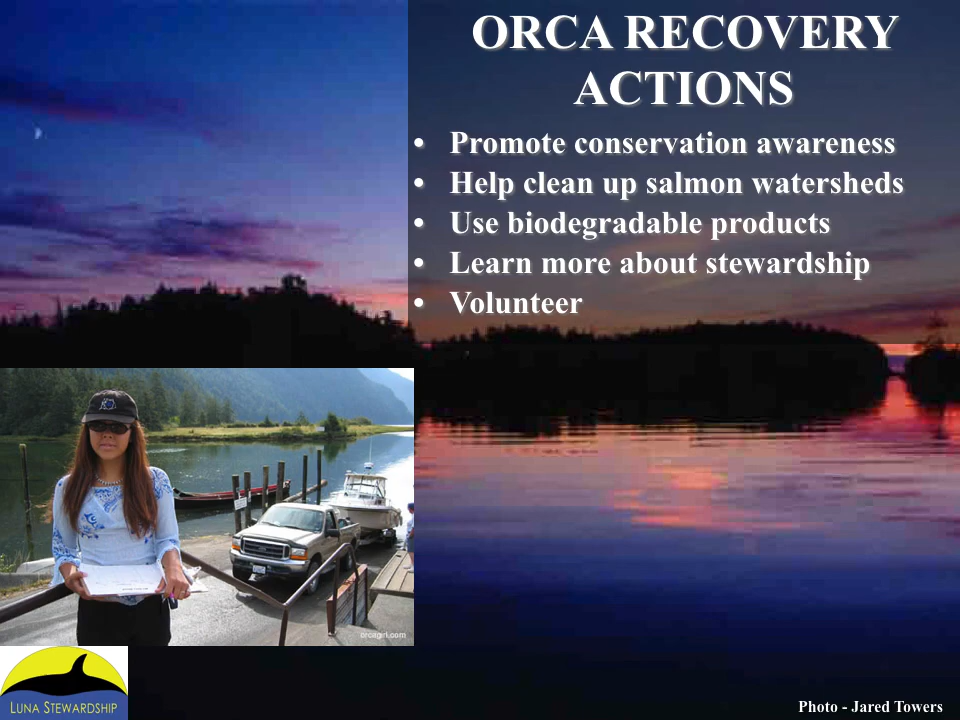 ORCA RECOVERY
ACTIONS
• Promote conservation awareness
• Help clean up salmon watersheds
• Use biodegradable products
• Learn more about stewardship
• Volunteer
orcagirl.com
LUNA STEWARDSHIP
Photo - Jared Towers